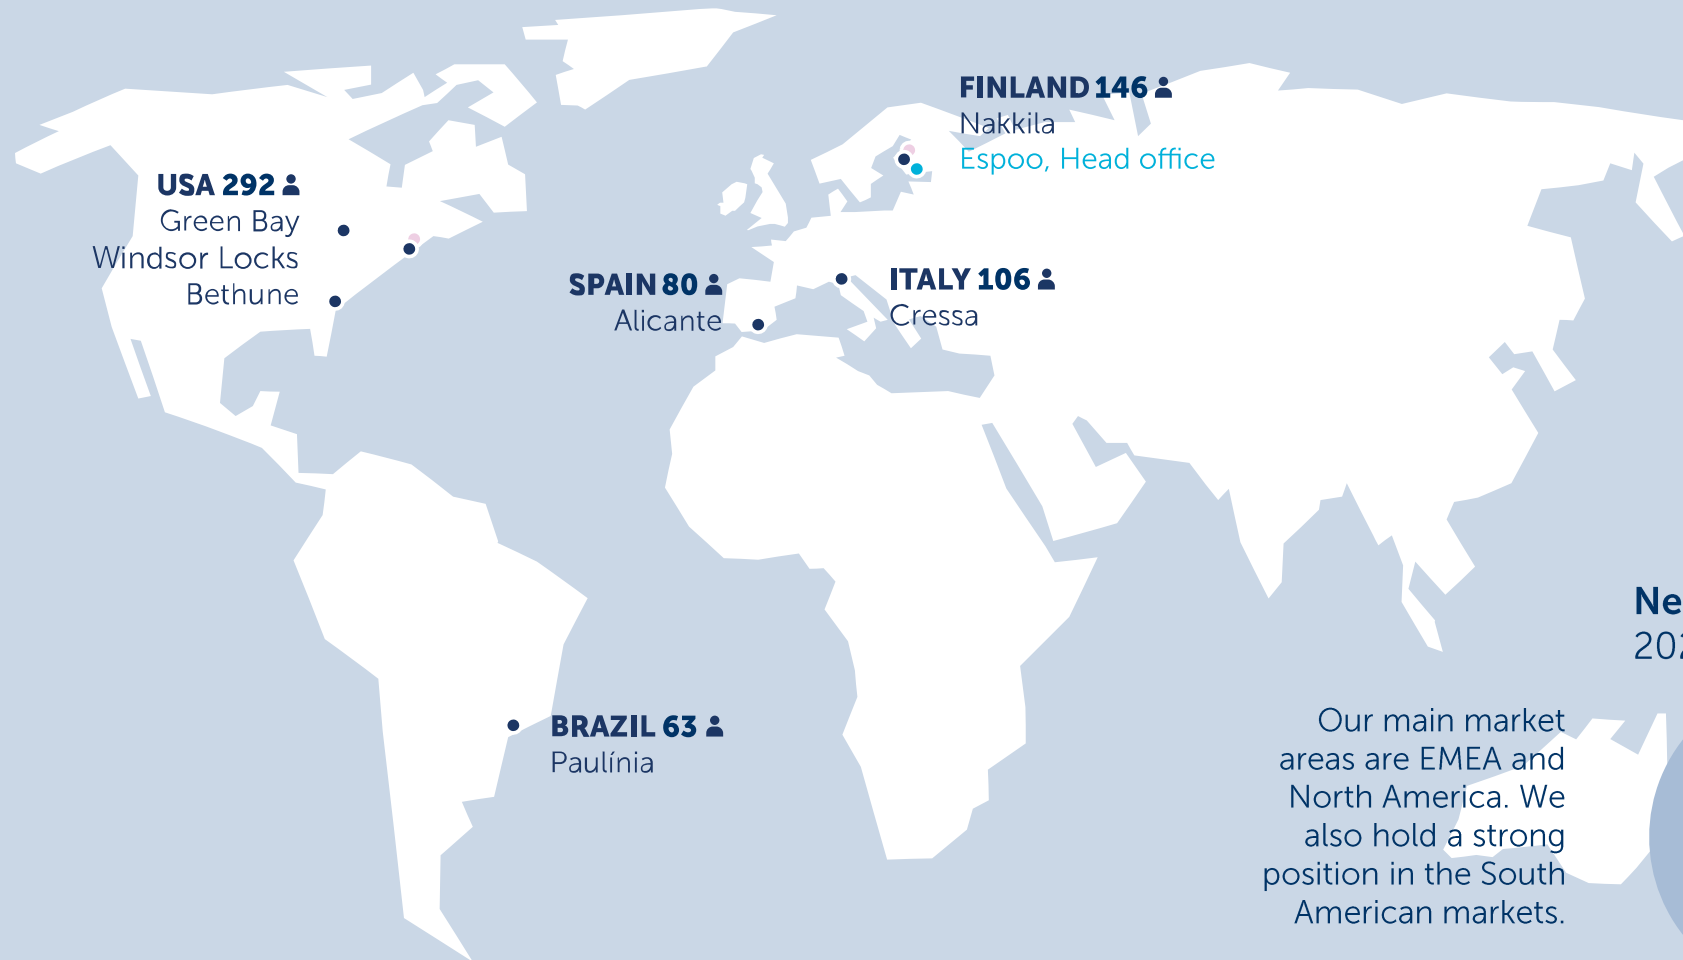 FINLAND 146
Nakkila
Espoo, Head office
USA 292
Green Bay
Windsor Locks
Bethune
SPAIN 80
Alicante
ITALY 106
Cressa
BRAZIL 63
Paulínia
Our main market
areas are EMEA and
North America. We
also hold a strong
position in the South
American markets.